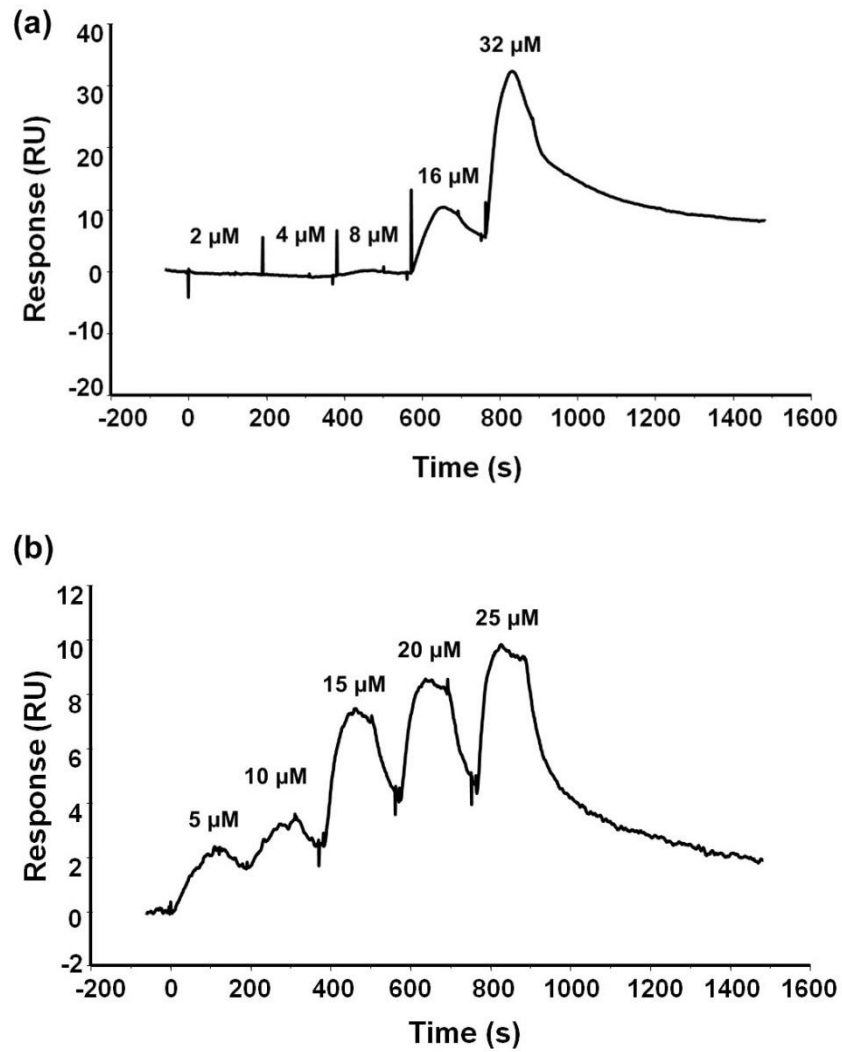 (a)
40
30
20
10
0
-10
-20
Response (RU)
2 µM
4 µM
8 µM
16 µM
32 µM
-200 0 200 400 600 800 1000 1200 1400 1600
Time (s)
(b)
12
10
8
6
4
2
0
-2
Response (RU)
5 µM
10 µM
15 µM
20 µM
25 µM
-200 0 200 400 600 800 1000 1200 1400 1600
Time (s)